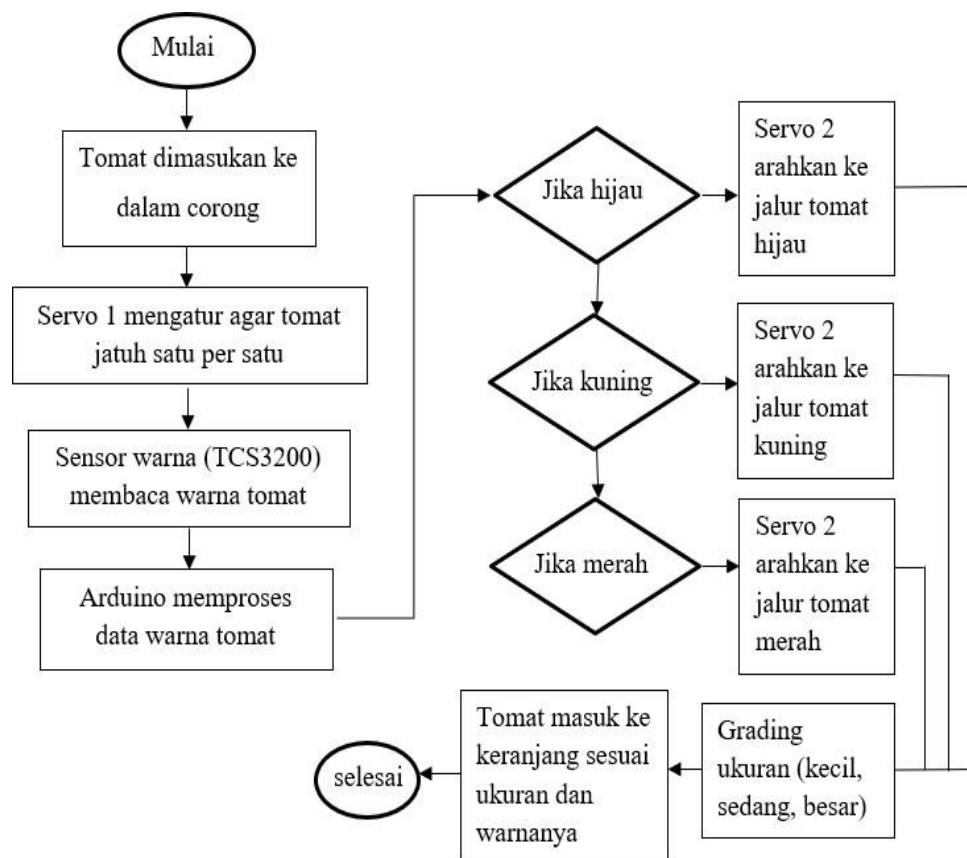 Mulai
Tomat dimasukan ke
dalam corong
Servo 1 mengatur agar tomat
jatuh satu per satu
Sensor warna (TCS3200)
membaca warna tomat
Arduino memproses
data warna tomat
Jika hijau
Servo 2
arahkan ke
jalur tomat
hijau
Jika kuning
Servo 2
arahkan ke
jalur tomat
kuning
Jika merah
Servo 2
arahkan ke
jalur tomat
merah
Grading
ukuran (kecil,
sedang, besar)
Tomat masuk ke
keranjang sesuai
ukuran dan
warnanya
selesai